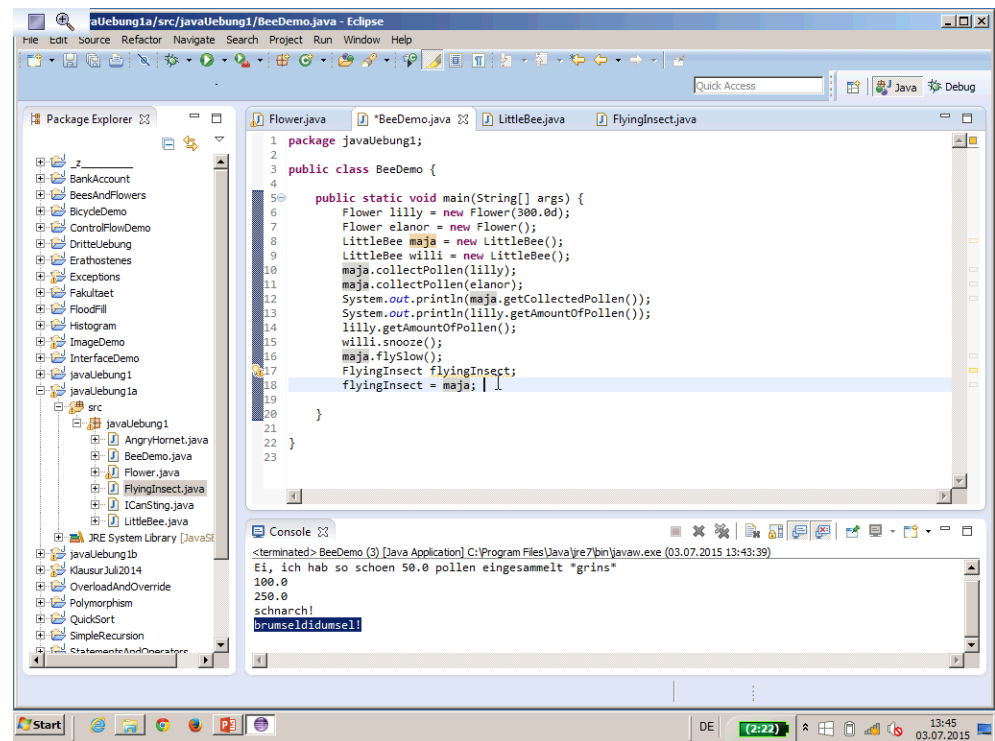 aUebung1a/src/javaUebung1/BeeDemo.java - Eclipse
File Edit Source Refactor Navigate Search Project Run Window Help
Quick Access
Java
Debug
Package Explorer
_z_________
BankAccount
BeesAndFlowers
BicycleDemo
ControlFlowDemo
DritteUebung
Erathostenes
Exceptions
Fakultaet
FloodFill
Histogram
ImageDemo
InterfaceDemo
javaUebung1
javaUebung1a
src
javaUebung1
AngryHornet.java
BeeDemo.java
Flower.java
FlyingInsect.java
ICanSting.java
LittleBee.java
JRE System Library [JavaSE
javaUebung1b
KlausurJuli2014
OverloadAndOverride
Polymorphism
QuickSort
SimpleRecursion
StatementsAndOperators
Flower.java *BeeDemo.java LittleBee.java FlyingInsect.java
1 package javaUebung1;
2
3 public class BeeDemo {
4
5 public static void main(String[] args) {
6 Flower lilly = new Flower(300.0d);
7 Flower elanor = new Flower();
8 LittleBee maja = new LittleBee();
9 LittleBee willi = new LittleBee();
10 maja.collectPollen(lilly);
11 maja.collectPollen(elanor);
12 System.out.println(maja.getCollectedPollen());
13 System.out.println(lilly.getAmountOfPollen());
14 lilly.getAmountOfPollen();
15 willi.snooze();
16 maja.flySlow();
17 FlyingInsect flyingInsect;
18 flyingInsect = maja;
19
20 }
21
22 }
23
Console
<terminated> BeeDemo (3) [Java Application] C:\Program Files\Java\jre7\bin\javaw.exe (03.07.2015 13:43:39)
Ei, ich hab so schoen 50.0 pollen eingesammelt *grins*
100.0
250.0
schnarch!
brumseldidumsel!
Start
DE
(2:22)
13:45
03.07.2015